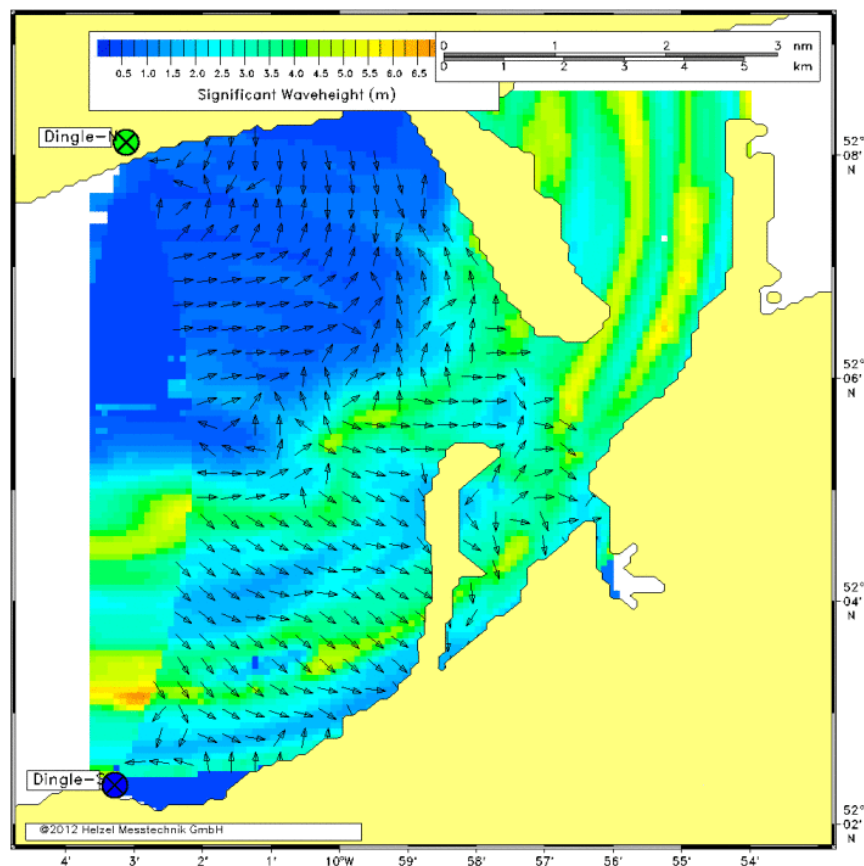 0.5 1.0 1.5 2.0 2.5 3.0 3.5 4.0 4.5 5.0 5.5 6.0 6.5
Significant Waveheight (m)
0 1 2 3 nm
0 1 2 3 4 5 km
Dingle-N
52° 08' N
52° 06' N
52° 04' N
Dingle-S
©2012 Helzel Messtechnik GmbH
52° 02' N
4' 3' 2' 1' 10°W 59' 58' 57' 56' 55' 54'